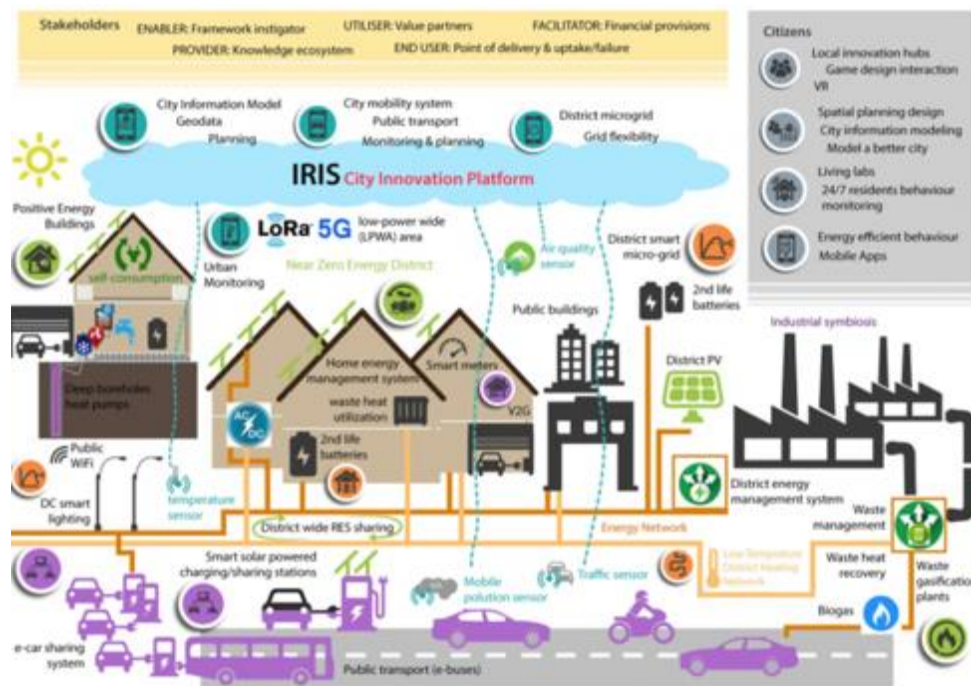 Stakeholders
ENABLER: Framework instigator
UTILISER: Value partners
FACILITATOR: Financial provisions
PROVIDER: Knowledge ecosystem
END USER: Point of delivery & uptake/failure
Citizens
Local innovation hubs
Game design interaction
VR
Spatial planning design
City information modeling
Model a better city
Living labs
24/7 residents behaviour
monitoring
Energy efficient behaviour
Mobile Apps
City Information Model
Geodata
Planning
City mobility system
Public transport
Monitoring & planning
District microgrid
Grid flexibility
IRIS City Innovation Platform
Positive Energy
Buildings
self-consumption
Urban
Monitoring
LoRa 5G low-power wide
(LPWA) area
Near Zero Energy District
Air quality
sensor
District smart
micro-grid
2nd life
batteries
Public buildings
Industrial symbiosis
Deep boreholes
heat pumps
Home energy
management system
Smart meters
waste heat
utilization
V2G
AC
DC
2nd life
batteries
District PV
Public
WiFi
DC smart
lighting
temperature
sensor
District wide RES sharing
Energy Network
District energy
management system
Waste
management
Smart solar powered
charging/sharing stations
Mobile
polution sensor
Traffic sensor
Low Temperature
District Heating
Network
Waste heat
recovery
Waste
gasification
plants
Biogas
e-car sharing
system
Public transport (e-buses)